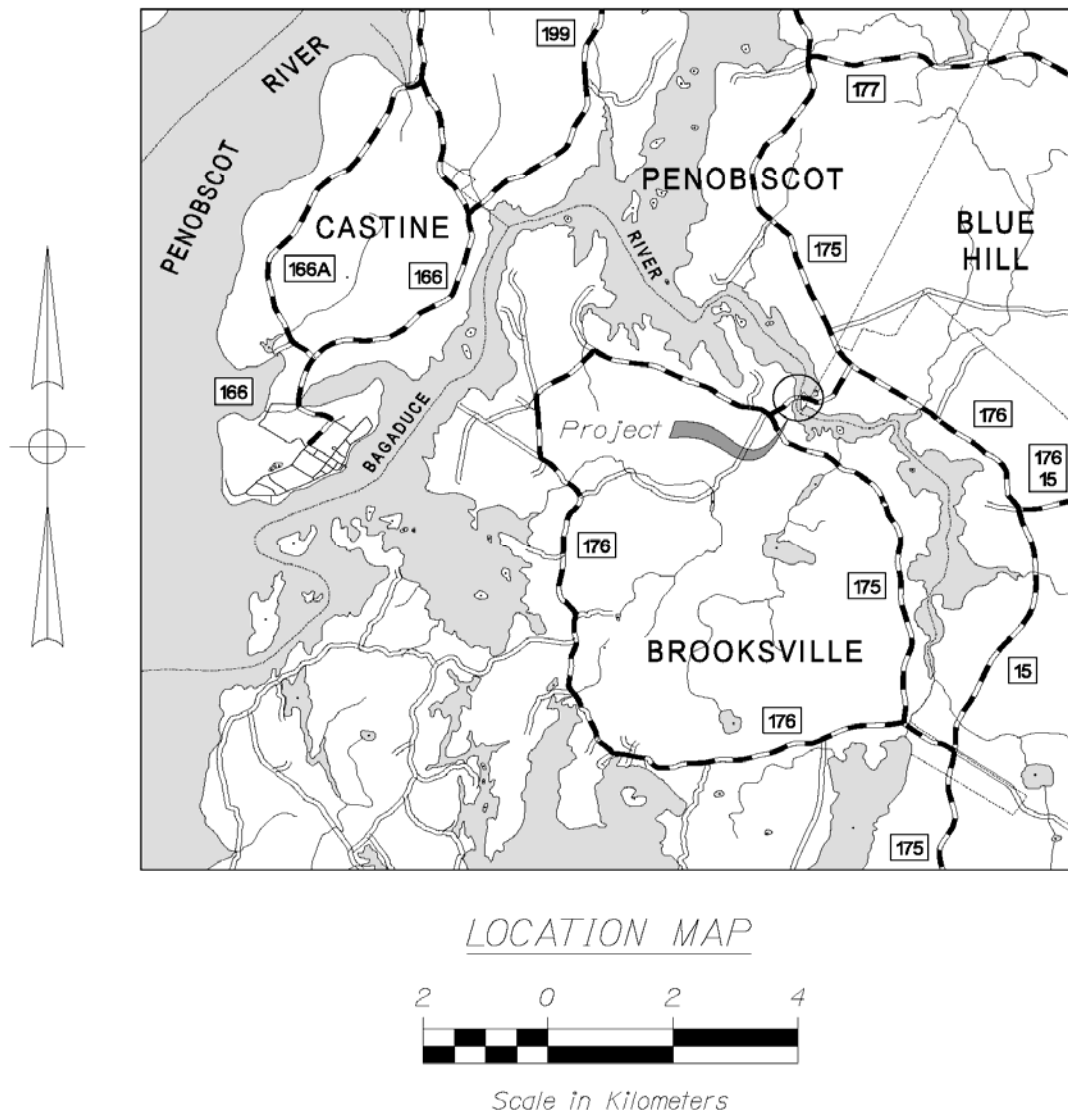 199
RIVER
177
PENOBSCOT
PENOBISCOT
CASTINE
BLUE
HILL
RIVER
175
166A
166
166
BAGADUCE
Project
176
176
15
176
175
BROOKSVILLE
15
176
175
LOCATION MAP
2 0 2 4
Scale in Kilometers